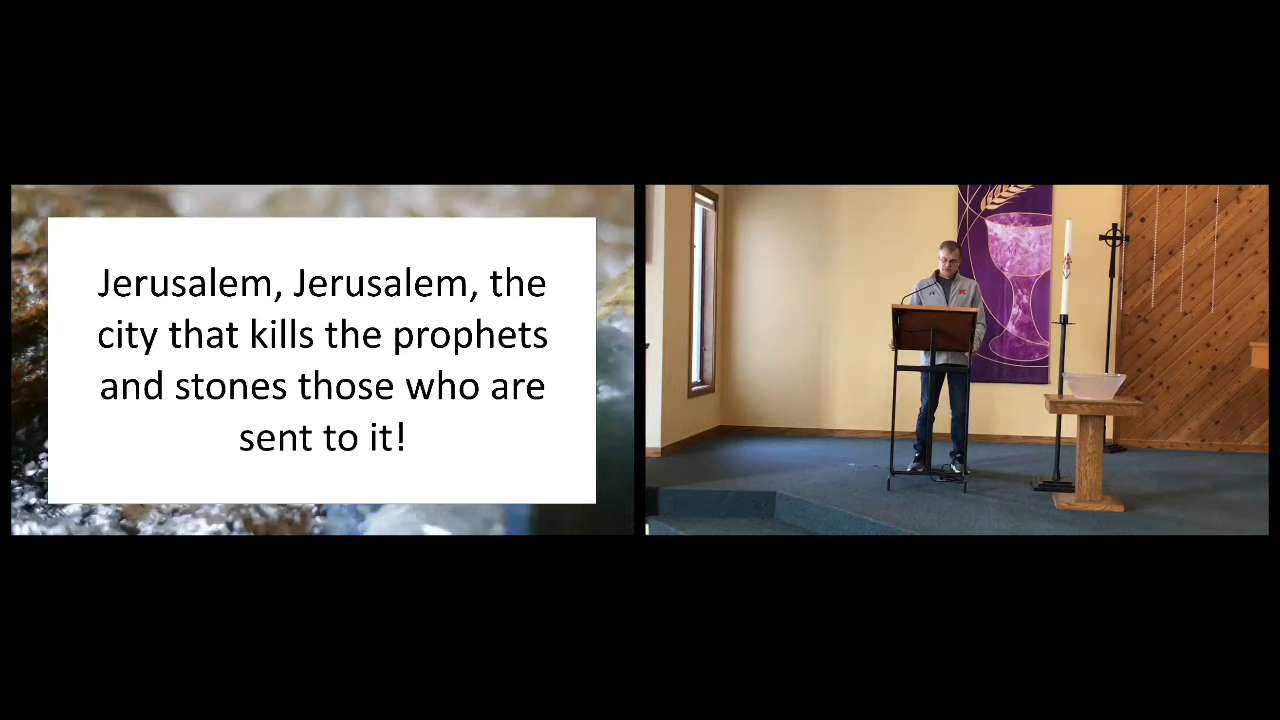 Jerusalem, Jerusalem, the
city that kills the prophets
and stones those who are
sent to it!